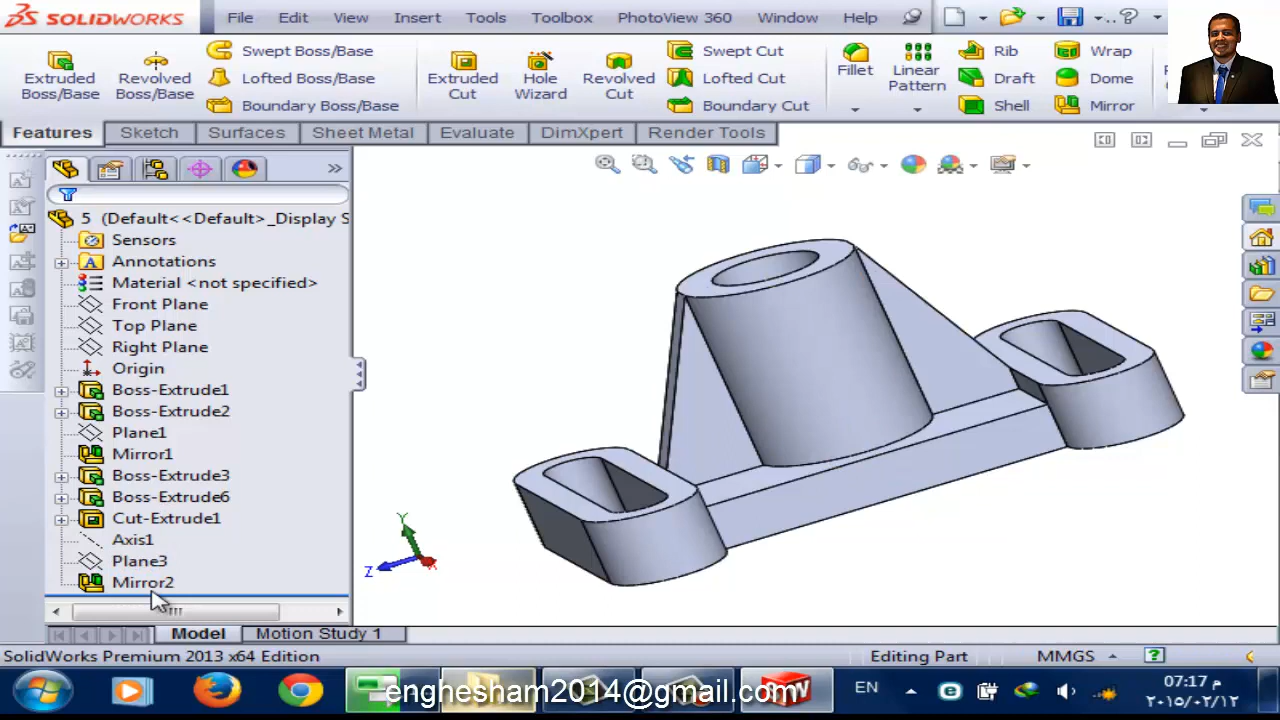 SOLIDWORKS File Edit View Insert Tools Toolbox PhotoView 360 Window Help
Extruded Boss/Base
Revolved Boss/Base
Swept Boss/Base
Lofted Boss/Base
Boundary Boss/Base
Extruded Cut
Hole Wizard
Revolved Cut
Swept Cut
Lofted Cut
Boundary Cut
Fillet
Linear Pattern
Rib
Draft
Shell
Wrap
Dome
Mirror
Features Sketch Surfaces Sheet Metal Evaluate DimXpert Render Tools
5 (Default<<Default>_Display S
Sensors
Annotations
Material <not specified>
Front Plane
Top Plane
Right Plane
Origin
Boss-Extrude1
Boss-Extrude2
Plane1
Mirror1
Boss-Extrude3
Boss-Extrude6
Cut-Extrude1
Axis1
Plane3
Mirror2
Y
Z
X
Model Motion Study 1
SolidWorks Premium 2013 x64 Edition Editing Part MMGS
enghesham2014@gmail.com
EN
07:17 م
٢٠١٥/٠٢/١٢